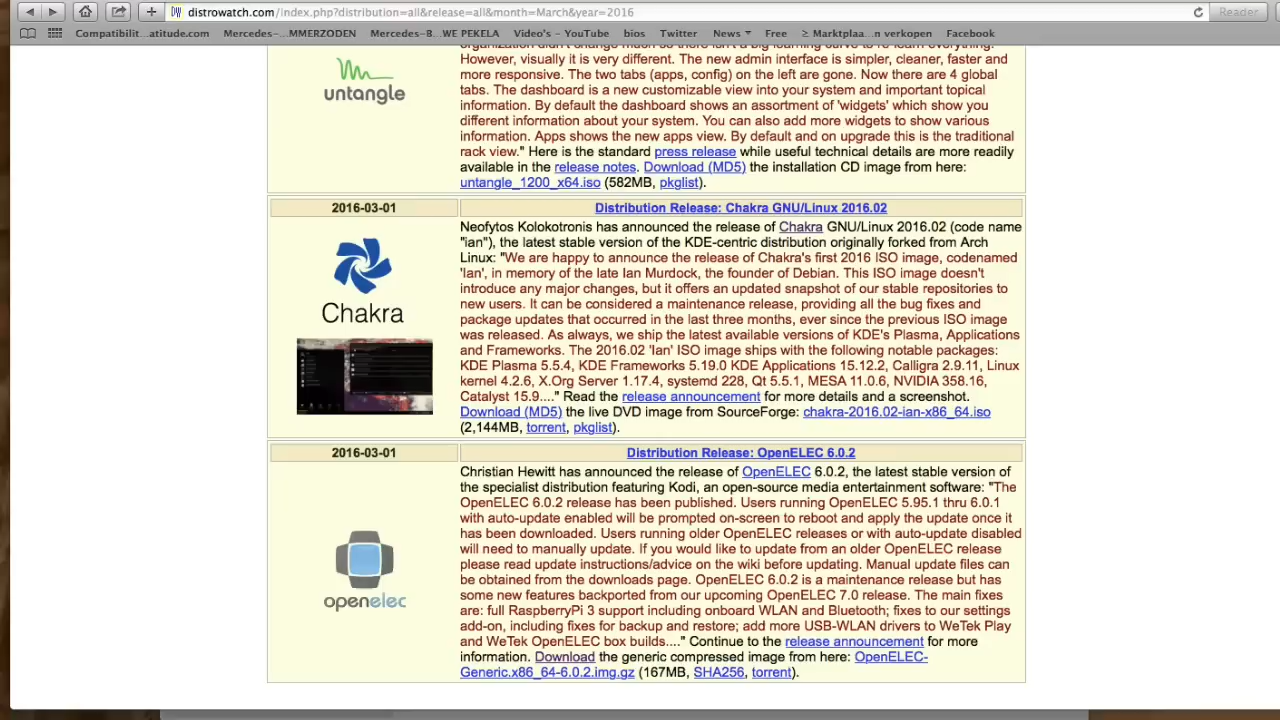 distrowatch.com/index.php?distribution=all&release=all&month=March&year=2016
Reader
Compatibilit...atitude.com Mercedes-...MMERZODEN Mercedes-B...WE PEKELA Video's - YouTube bios Twitter News Free ≥ Marktplaa...n verkopen Facebook
organization didn't change much so there isn't a big learning curve to re-learn everything.
However, visually it is very different. The new admin interface is simpler, cleaner, faster and
more responsive. The two tabs (apps, config) on the left are gone. Now there are 4 global
tabs. The dashboard is a new customizable view into your system and important topical
information. By default the dashboard shows an assortment of 'widgets' which show you
different information about your system. You can also add more widgets to show various
information. Apps shows the new apps view. By default and on upgrade this is the traditional
rack view." Here is the standard press release while useful technical details are more readily
available in the release notes. Download (MD5) the installation CD image from here:
untangle_1200_x64.iso (582MB, pkglist).
untangle
2016-03-01 Distribution Release: Chakra GNU/Linux 2016.02
Neofytos Kolokotronis has announced the release of Chakra GNU/Linux 2016.02 (code name
"ian"), the latest stable version of the KDE-centric distribution originally forked from Arch
Linux: "We are happy to announce the release of Chakra's first 2016 ISO image, codenamed
'Ian', in memory of the late Ian Murdock, the founder of Debian. This ISO image doesn't
introduce any major changes, but it offers an updated snapshot of our stable repositories to
new users. It can be considered a maintenance release, providing all the bug fixes and
package updates that occurred in the last three months, ever since the previous ISO image
was released. As always, we ship the latest available versions of KDE's Plasma, Applications
and Frameworks. The 2016.02 'Ian' ISO image ships with the following notable packages:
KDE Plasma 5.5.4, KDE Frameworks 5.19.0 KDE Applications 15.12.2, Calligra 2.9.11, Linux
kernel 4.2.6, X.Org Server 1.17.4, systemd 228, Qt 5.5.1, MESA 11.0.6, NVIDIA 358.16,
Catalyst 15.9...." Read the release announcement for more details and a screenshot.
Download (MD5) the live DVD image from SourceForge: chakra-2016.02-ian-x86_64.iso
(2,144MB, torrent, pkglist).
Chakra
2016-03-01 Distribution Release: OpenELEC 6.0.2
Christian Hewitt has announced the release of OpenELEC 6.0.2, the latest stable version of
the specialist distribution featuring Kodi, an open-source media entertainment software: "The
OpenELEC 6.0.2 release has been published. Users running OpenELEC 5.95.1 thru 6.0.1
with auto-update enabled will be prompted on-screen to reboot and apply the update once it
has been downloaded. Users running older OpenELEC releases or with auto-update disabled
will need to manually update. If you would like to update from an older OpenELEC release
please read update instructions/advice on the wiki before updating. Manual update files can
be obtained from the downloads page. OpenELEC 6.0.2 is a maintenance release but has
some new features backported from our upcoming OpenELEC 7.0 release. The main fixes
are: full RaspberryPi 3 support including onboard WLAN and Bluetooth; fixes to our settings
add-on, including fixes for backup and restore; add more USB-WLAN drivers to WeTek Play
and WeTek OpenELEC box builds...." Continue to the release announcement for more
information. Download the generic compressed image from here: OpenELEC-
Generic.x86_64-6.0.2.img.gz (167MB, SHA256, torrent).
openelec